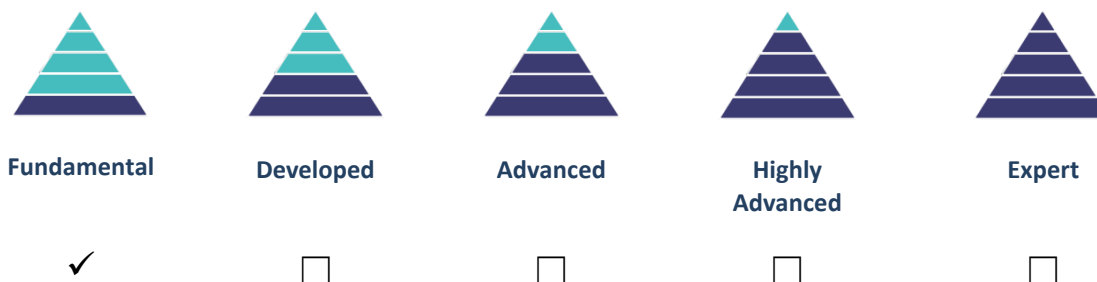 Fundamental
Developed
Advanced
Highly
Advanced
Expert
✓ ☐ ☐ ☐ ☐